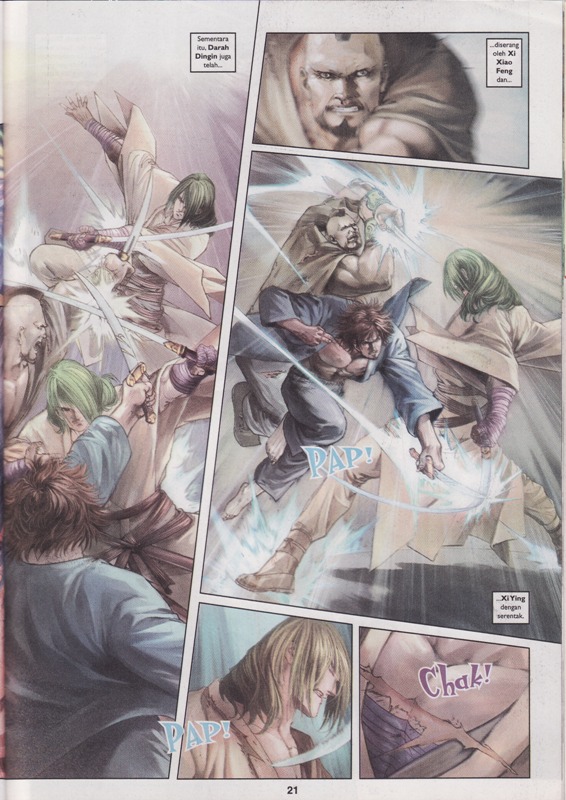 Sementara
itu, Darah
Dingin juga
telah...
...diserang
oleh Xi
Xiao
Feng
dan...
PAP!
...Xi Ying
dengan
serentak.
PAP!
Chak!
21